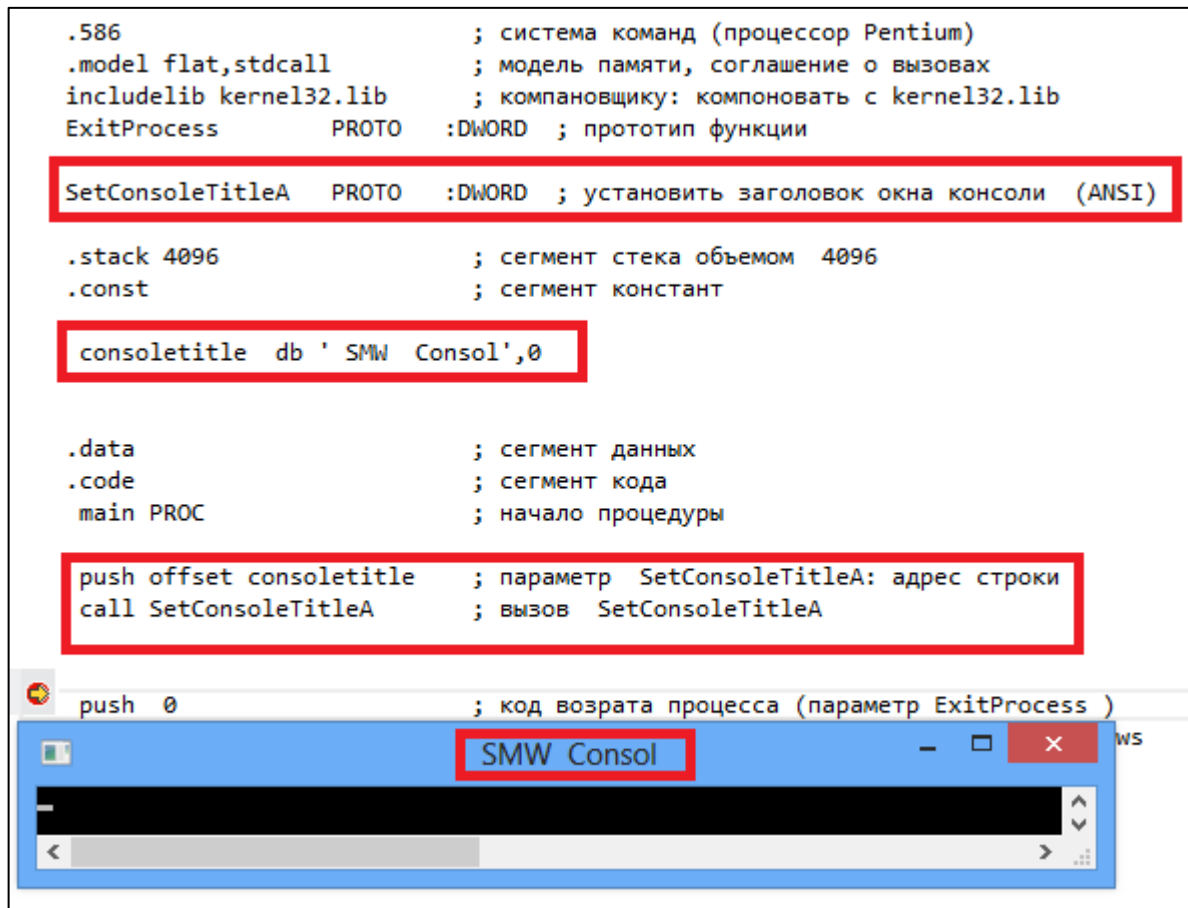 .586 ; система команд (процессор Pentium)
.model flat,stdcall ; модель памяти, соглашение о вызовах
includelib kernel32.lib ; компановщику: компоновать с kernel32.lib
ExitProcess PROTO :DWORD ; прототип функции
SetConsoleTitleA PROTO :DWORD ; установить заголовок окна консоли (ANSI)
.stack 4096 ; сегмент стека объемом 4096
.const ; сегмент констант
consoletitle db ' SMW Consol',0
.data ; сегмент данных
.code ; сегмент кода
main PROC ; начало процедуры
push offset consoletitle ; параметр SetConsoleTitleA: адрес строки
call SetConsoleTitleA ; вызов SetConsoleTitleA
push 0 ; код возрата процесса (параметр ExitProcess )
ws
SMW Consol